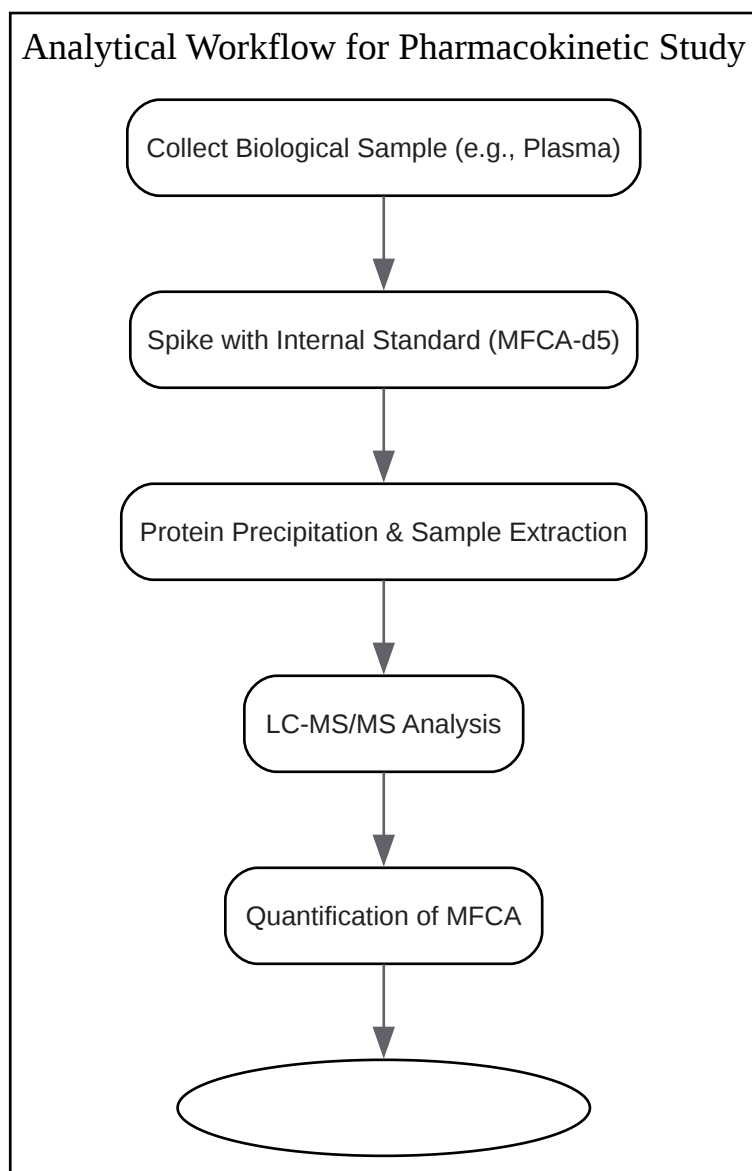 Analytical Workflow for Pharmacokinetic Study
Collect Biological Sample (e.g., Plasma)
Spike with Internal Standard (MFCA-d5)
Protein Precipitation & Sample Extraction
LC-MS/MS Analysis
Quantification of MFCA